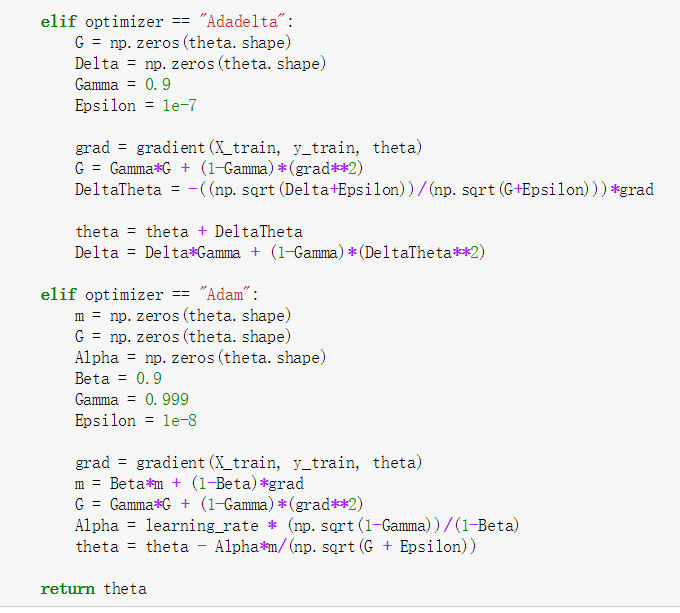 elif optimizer == "Adadelta":
G = np.zeros(theta.shape)
Delta = np.zeros(theta.shape)
Gamma = 0.9
Epsilon = 1e-7
grad = gradient(X_train, y_train, theta)
G = Gamma*G + (1-Gamma)*(grad**2)
DeltaTheta = -((np.sqrt(Delta+Epsilon))/(np.sqrt(G+Epsilon)))*grad
theta = theta + DeltaTheta
Delta = Delta*Gamma + (1-Gamma)*(DeltaTheta**2)
elif optimizer == "Adam":
m = np.zeros(theta.shape)
G = np.zeros(theta.shape)
Alpha = np.zeros(theta.shape)
Beta = 0.9
Gamma = 0.999
Epsilon = 1e-8
grad = gradient(X_train, y_train, theta)
m = Beta*m + (1-Beta)*grad
G = Gamma*G + (1-Gamma)*(grad**2)
Alpha = learning_rate * (np.sqrt(1-Gamma))/(1-Beta)
theta = theta - Alpha*m/(np.sqrt(G + Epsilon))
return theta